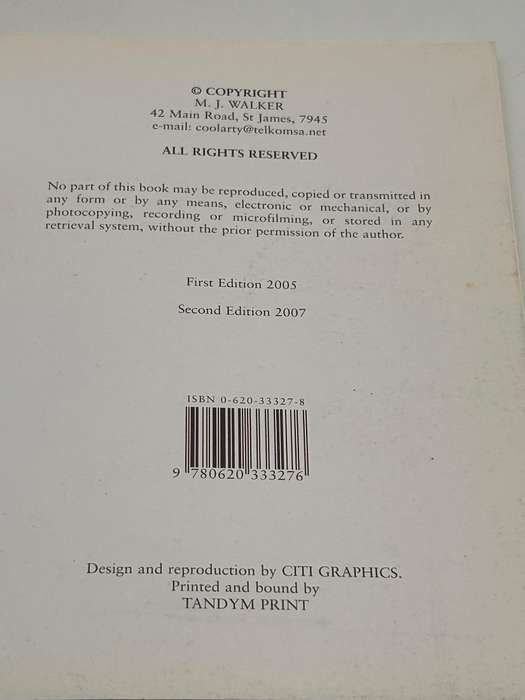 © COPYRIGHT
M. J. WALKER
42 Main Road, St James, 7945
e-mail: coolarty@telkomsa.net
ALL RIGHTS RESERVED
No part of this book may be reproduced, copied or transmitted in
any form or by any means, electronic or mechanical, or by
photocopying, recording or microfilming, or stored in any
retrieval system, without the prior permission of the author.
First Edition 2005
Second Edition 2007
ISBN 0-620-33327-8
9 780620 333276
Design and reproduction by CITI GRAPHICS.
Printed and bound by
TANDYM PRINT